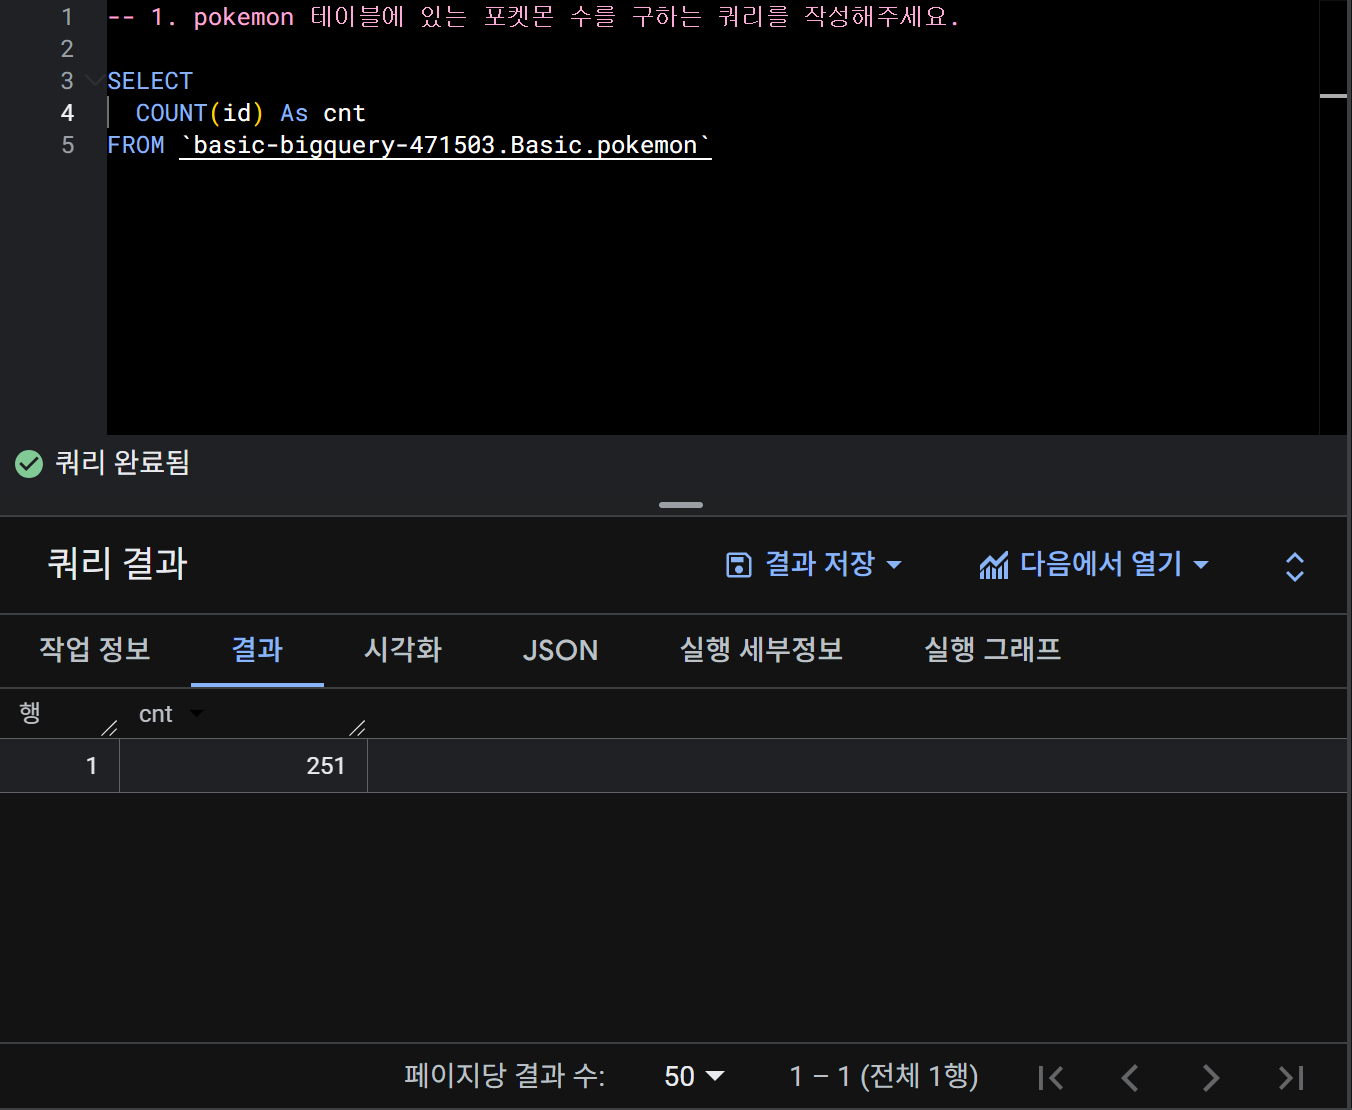 1 -- 1. pokemon 테이블에 있는 포켓몬 수를 구하는 쿼리를 작성해주세요.
2
3 SELECT
4 COUNT(id) As cnt
5 FROM `basic-bigquery-471503.Basic.pokemon`
쿼리 완료됨
쿼리 결과 결과 저장 다음에서 열기
작업 정보 결과 시각화 JSON 실행 세부정보 실행 그래프
행 cnt
1 251
페이지당 결과 수: 50 1 – 1 (전체 1행)